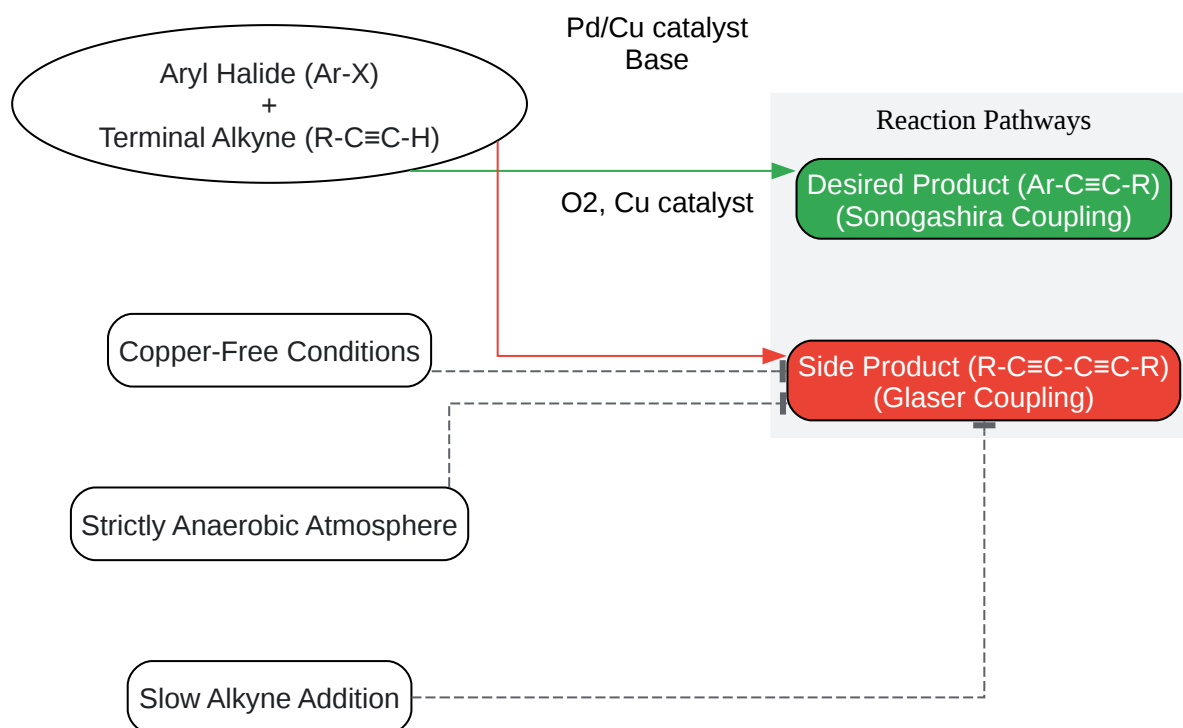 Pd/Cu catalyst
Base
Aryl Halide (Ar-X)
+
Terminal Alkyne (R-C≡C-H)
Reaction Pathways
Desired Product (Ar-C≡C-R)
(Sonogashira Coupling)
O2, Cu catalyst
Copper-Free Conditions
Side Product (R-C≡C-C≡C-R)
(Glaser Coupling)
Strictly Anaerobic Atmosphere
Slow Alkyne Addition